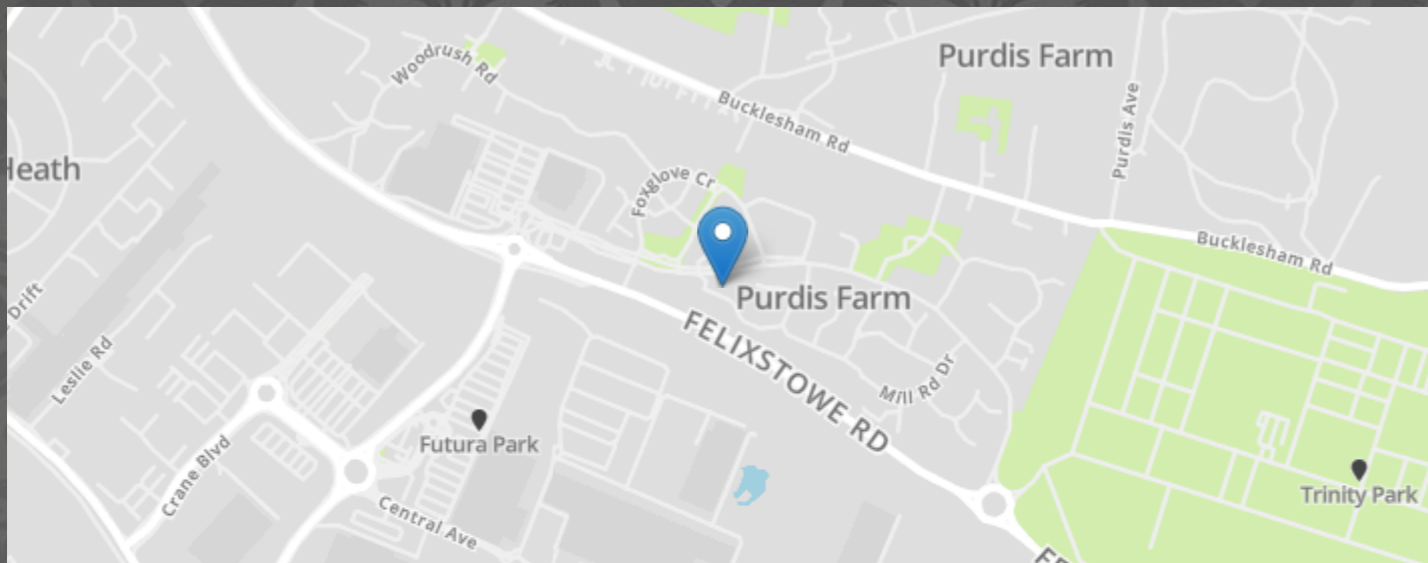 Purdis Farm
Woodrush Rd
Bucklesham Rd
Purdis Ave
Heath
Foxglove Cr
Bucklesham Rd
Purdis Farm
Drift
FELIXSTOWE RD
Leslie Rd
Mill Rd Dr
Futura Park
Crane Blvd
Trinity Park
Central Ave